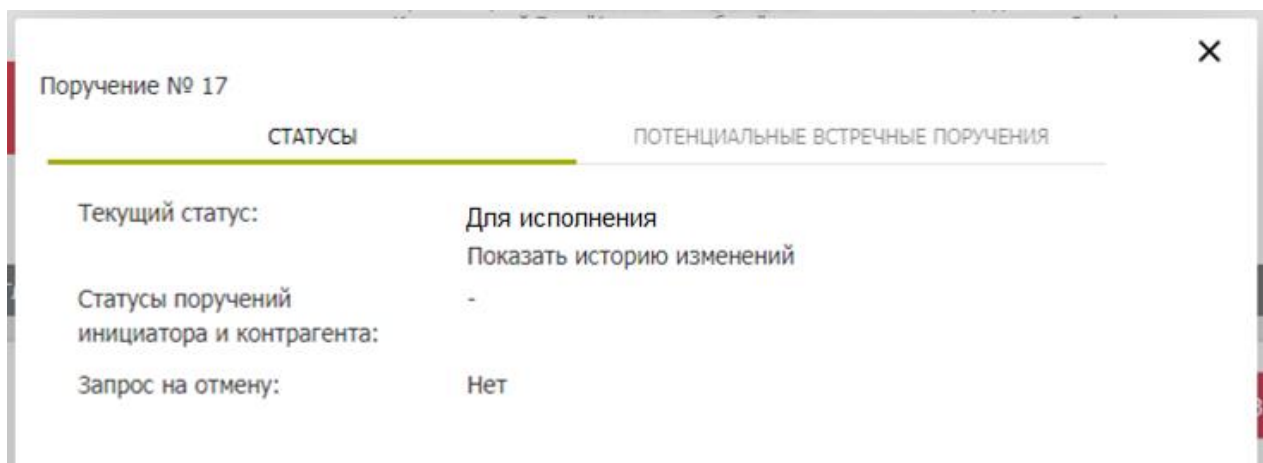 Поручение № 17
СТАТУСЫ
ПОТЕНЦИАЛЬНЫЕ ВСТРЕЧНЫЕ ПОРУЧЕНИЯ
Текущий статус:
Для исполнения
Показать историю изменений
Статусы поручений
инициатора и контрагента:
-
Запрос на отмену:
Нет